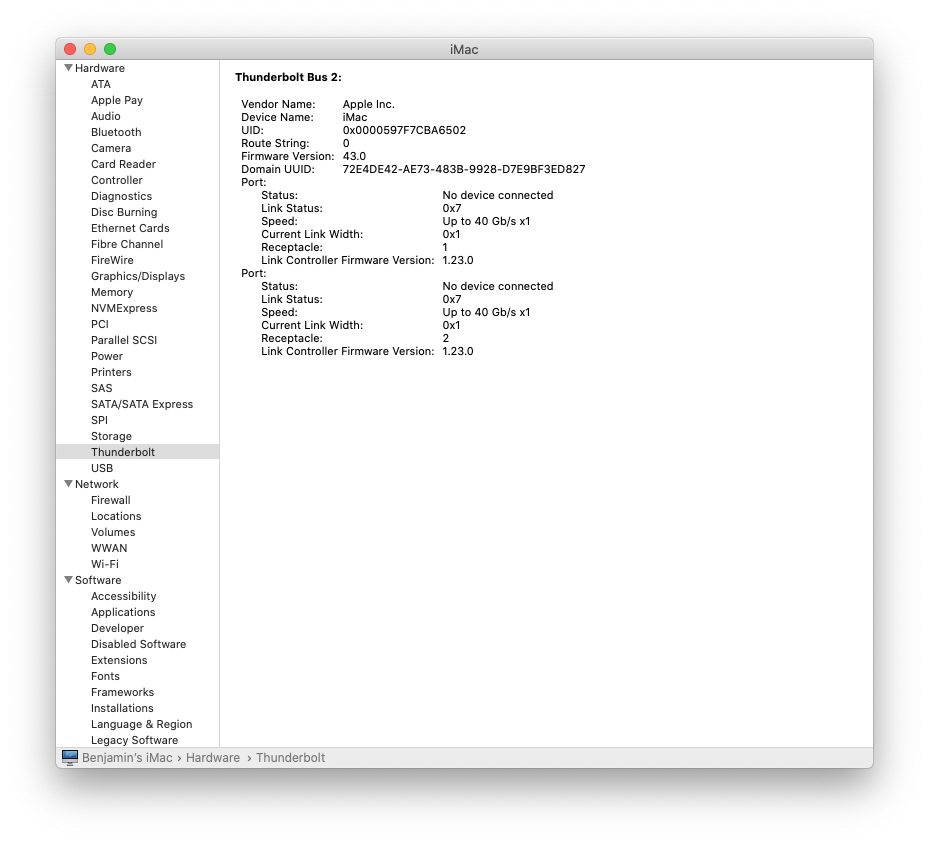 iMac
Hardware
ATA
Apple Pay
Audio
Bluetooth
Camera
Card Reader
Controller
Diagnostics
Disc Burning
Ethernet Cards
Fibre Channel
FireWire
Graphics/Displays
Memory
NVMExpress
PCI
Parallel SCSI
Power
Printers
SAS
SATA/SATA Express
SPI
Storage
Thunderbolt
USB
Network
Firewall
Locations
Volumes
WWAN
Wi-Fi
Software
Accessibility
Applications
Developer
Disabled Software
Extensions
Fonts
Frameworks
Installations
Language & Region
Legacy Software
Thunderbolt Bus 2:
Vendor Name: Apple Inc.
Device Name: iMac
UID: 0x0000597F7CBA6502
Route String: 0
Firmware Version: 43.0
Domain UUID: 72E4DE42-AE73-483B-9928-D7E9BF3ED827
Port:
Status: No device connected
Link Status: 0x7
Speed: Up to 40 Gb/s x1
Current Link Width: 0x1
Receptacle: 1
Link Controller Firmware Version: 1.23.0
Port:
Status: No device connected
Link Status: 0x7
Speed: Up to 40 Gb/s x1
Current Link Width: 0x1
Receptacle: 2
Link Controller Firmware Version: 1.23.0
Benjamin's iMac › Hardware › Thunderbolt